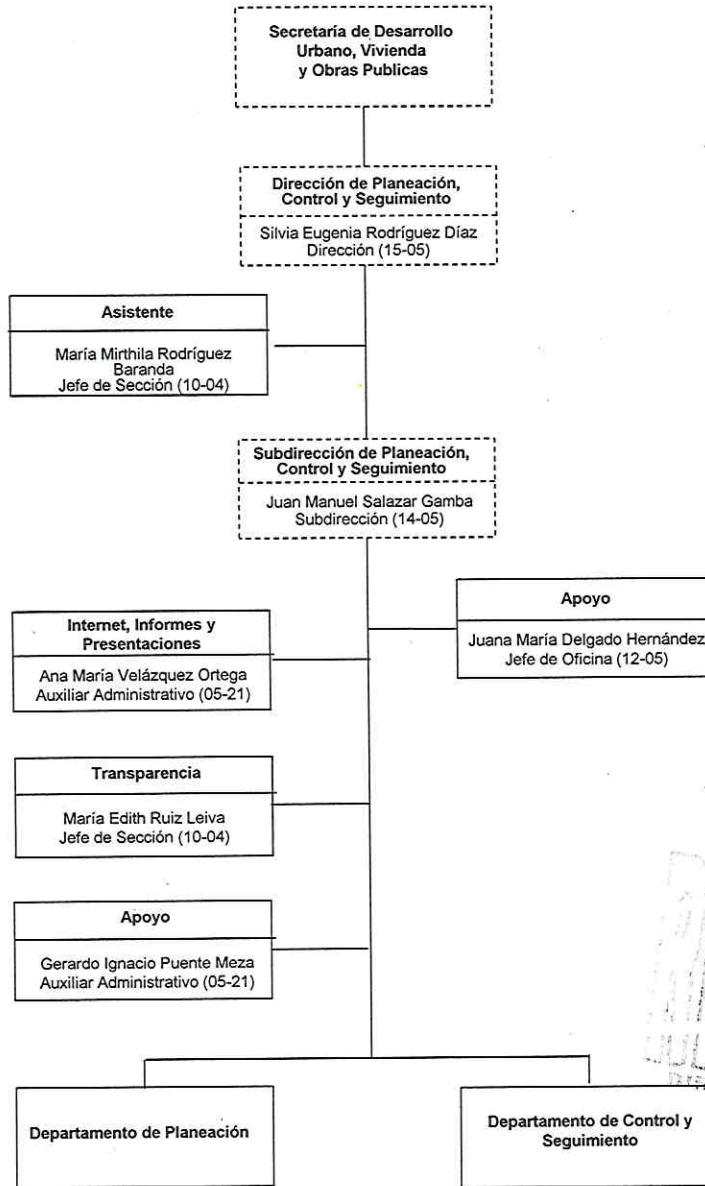 Secretaría de Desarrollo
Urbano, Vivienda
y Obras Publicas
Dirección de Planeación,
Control y Seguimiento
Silvia Eugenia Rodríguez Díaz
Dirección (15-05)
Asistente
María Mirthila Rodríguez
Baranda
Jefe de Sección (10-04)
Subdirección de Planeación,
Control y Seguimiento
Juan Manuel Salazar Gamba
Subdirección (14-05)
Apoyo
Juana María Delgado Hernández
Jefe de Oficina (12-05)
Internet, Informes y
Presentaciones
Ana María Velázquez Ortega
Auxiliar Administrativo (05-21)
Transparencia
María Edith Ruiz Leiva
Jefe de Sección (10-04)
Apoyo
Gerardo Ignacio Puente Meza
Auxiliar Administrativo (05-21)
Departamento de Planeación
Departamento de Control y
Seguimiento